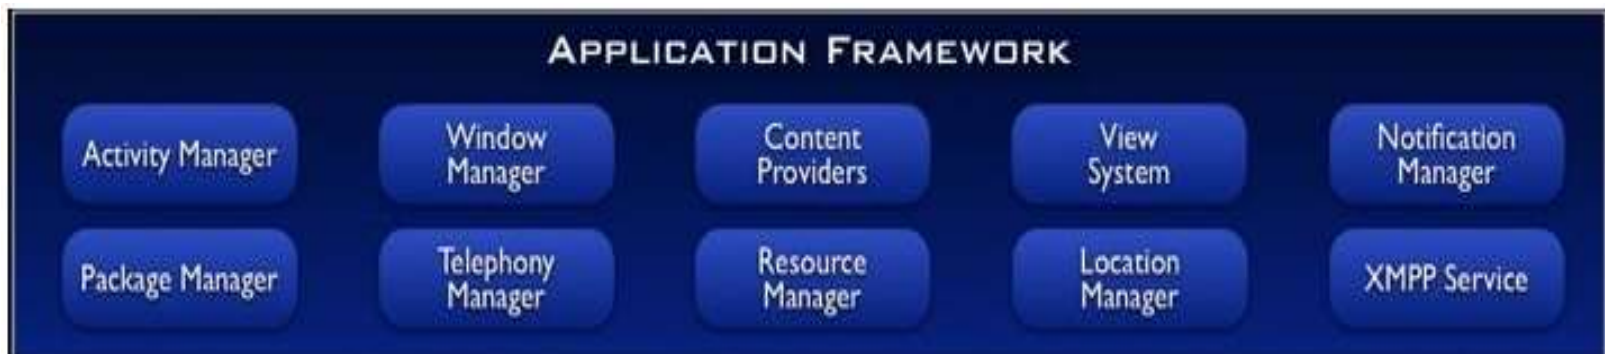 APPLICATION FRAMEWORK
Activity Manager
Window
Manager
Content
Providers
View
System
Notification
Manager
Package Manager
Telephony
Manager
Resource
Manager
Location
Manager
XMPP Service